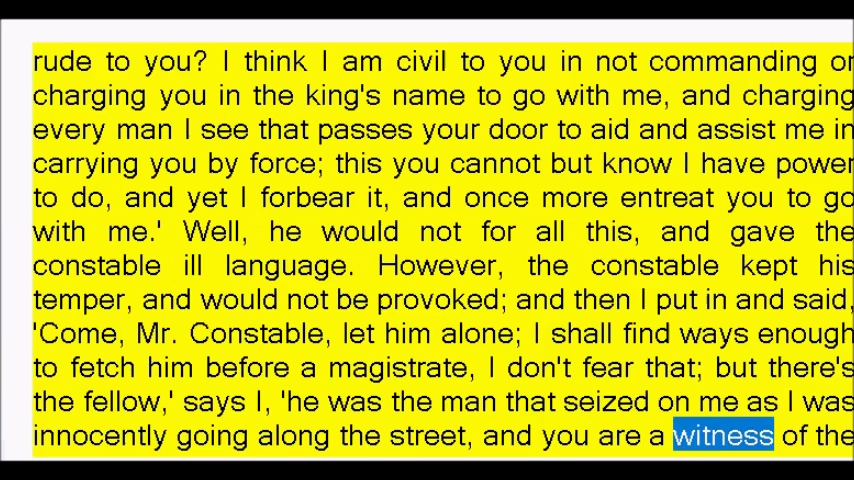 rude to you? I think I am civil to you in not commanding or
charging you in the king's name to go with me, and charging
every man I see that passes your door to aid and assist me in
carrying you by force; this you cannot but know I have power
to do, and yet I forbear it, and once more entreat you to go
with me.' Well, he would not for all this, and gave the
constable ill language. However, the constable kept his
temper, and would not be provoked; and then I put in and said,
'Come, Mr. Constable, let him alone; I shall find ways enough
to fetch him before a magistrate, I don't fear that; but there's
the fellow,' says I, 'he was the man that seized on me as I was
innocently going along the street, and you are a witness of the